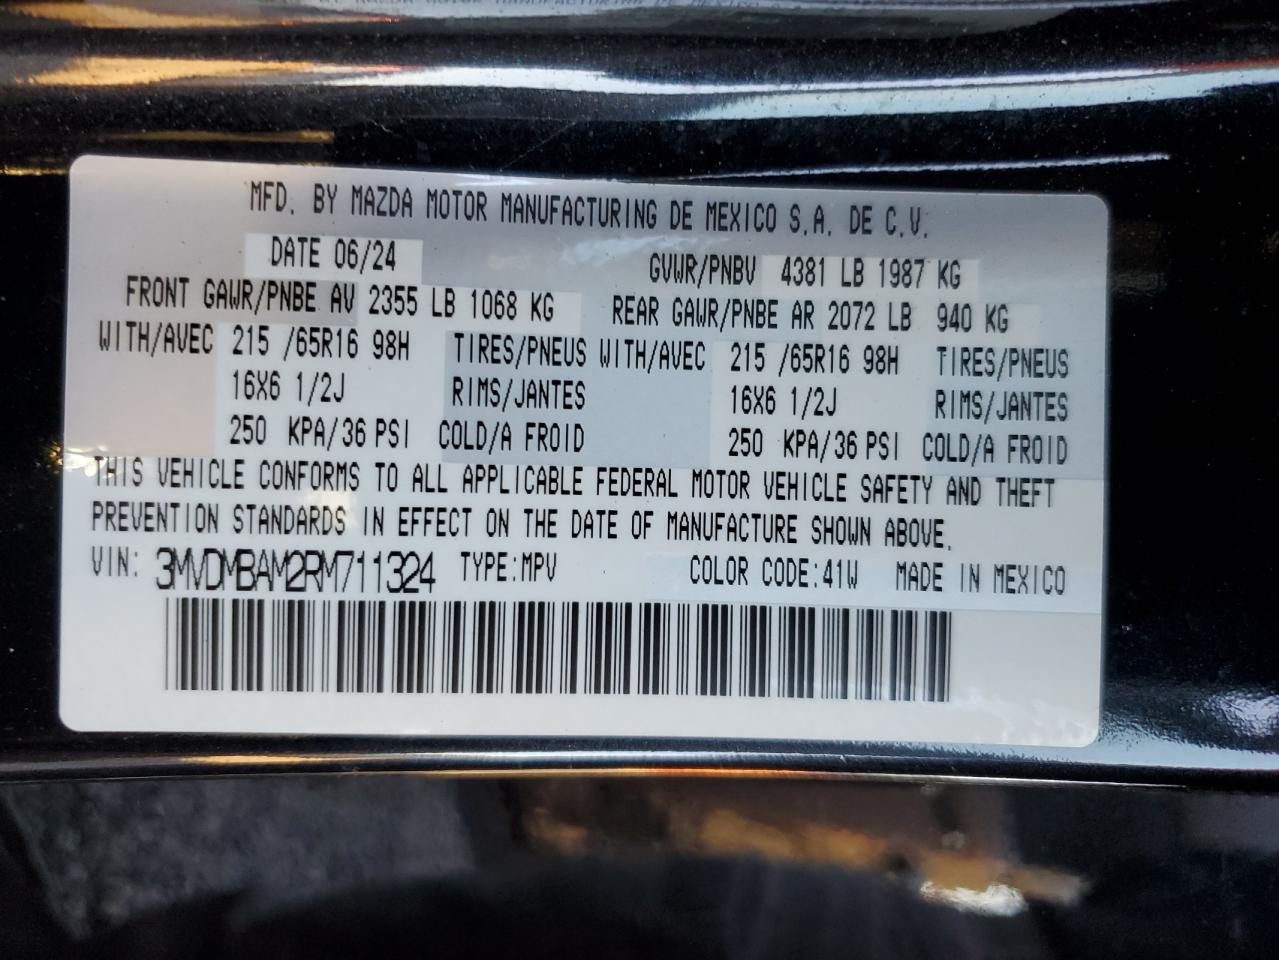 MFD. BY MAZDA MOTOR MANUFACTURING DE MEXICO S.A. DE C.V.
DATE 06/24 GVWR/PNBV 4381 LB 1987 KG
FRONT GAWR/PNBE AV 2355 LB 1068 KG REAR GAWR/PNBE AR 2072 LB 940 KG
WITH/AVEC 215 /65R16 98H TIRES/PNEUS WITH/AVEC 215 /65R16 98H TIRES/PNEUS
16X6 1/2J RIMS/JANTES 16X6 1/2J RIMS/JANTES
250 KPA/36 PSI COLD/A FROID 250 KPA/36 PSI COLD/A FROID
THIS VEHICLE CONFORMS TO ALL APPLICABLE FEDERAL MOTOR VEHICLE SAFETY AND THEFT
PREVENTION STANDARDS IN EFFECT ON THE DATE OF MANUFACTURE SHOWN ABOVE.
VIN: 3MVDMBAM2RM711324 TYPE:MPV COLOR CODE:41W MADE IN MEXICO